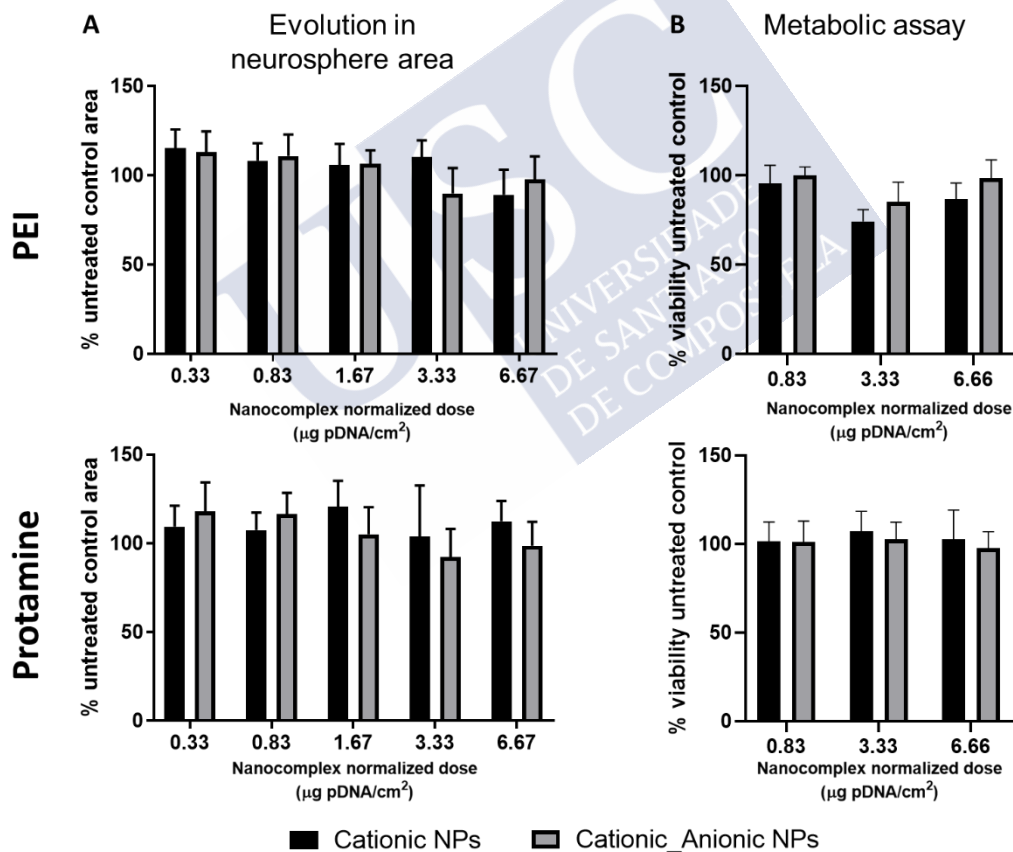 A
Evolution in
neurosphere area
B
Metabolic assay
PEI
% untreated control area
150
100
50
0
0.33 0.83 1.67 3.33 6.67
Nanocomplex normalized dose
(μg pDNA/cm²)
% viability untreated control
150
100
50
0
0.83 3.33 6.66
Nanocomplex normalized dose
(μg pDNA/cm²)
USC
UNIVERSIDADE
DE SANTIAGO
DE COMPOSTELA
Protamine
% untreated control area
150
100
50
0
0.33 0.83 1.67 3.33 6.67
Nanocomplex normalized dose
(μg pDNA/cm²)
% viability untreated control
150
100
50
0
0.83 3.33 6.66
Nanocomplex normalized dose
(μg pDNA/cm²)
Cationic NPs Cationic_Anionic NPs